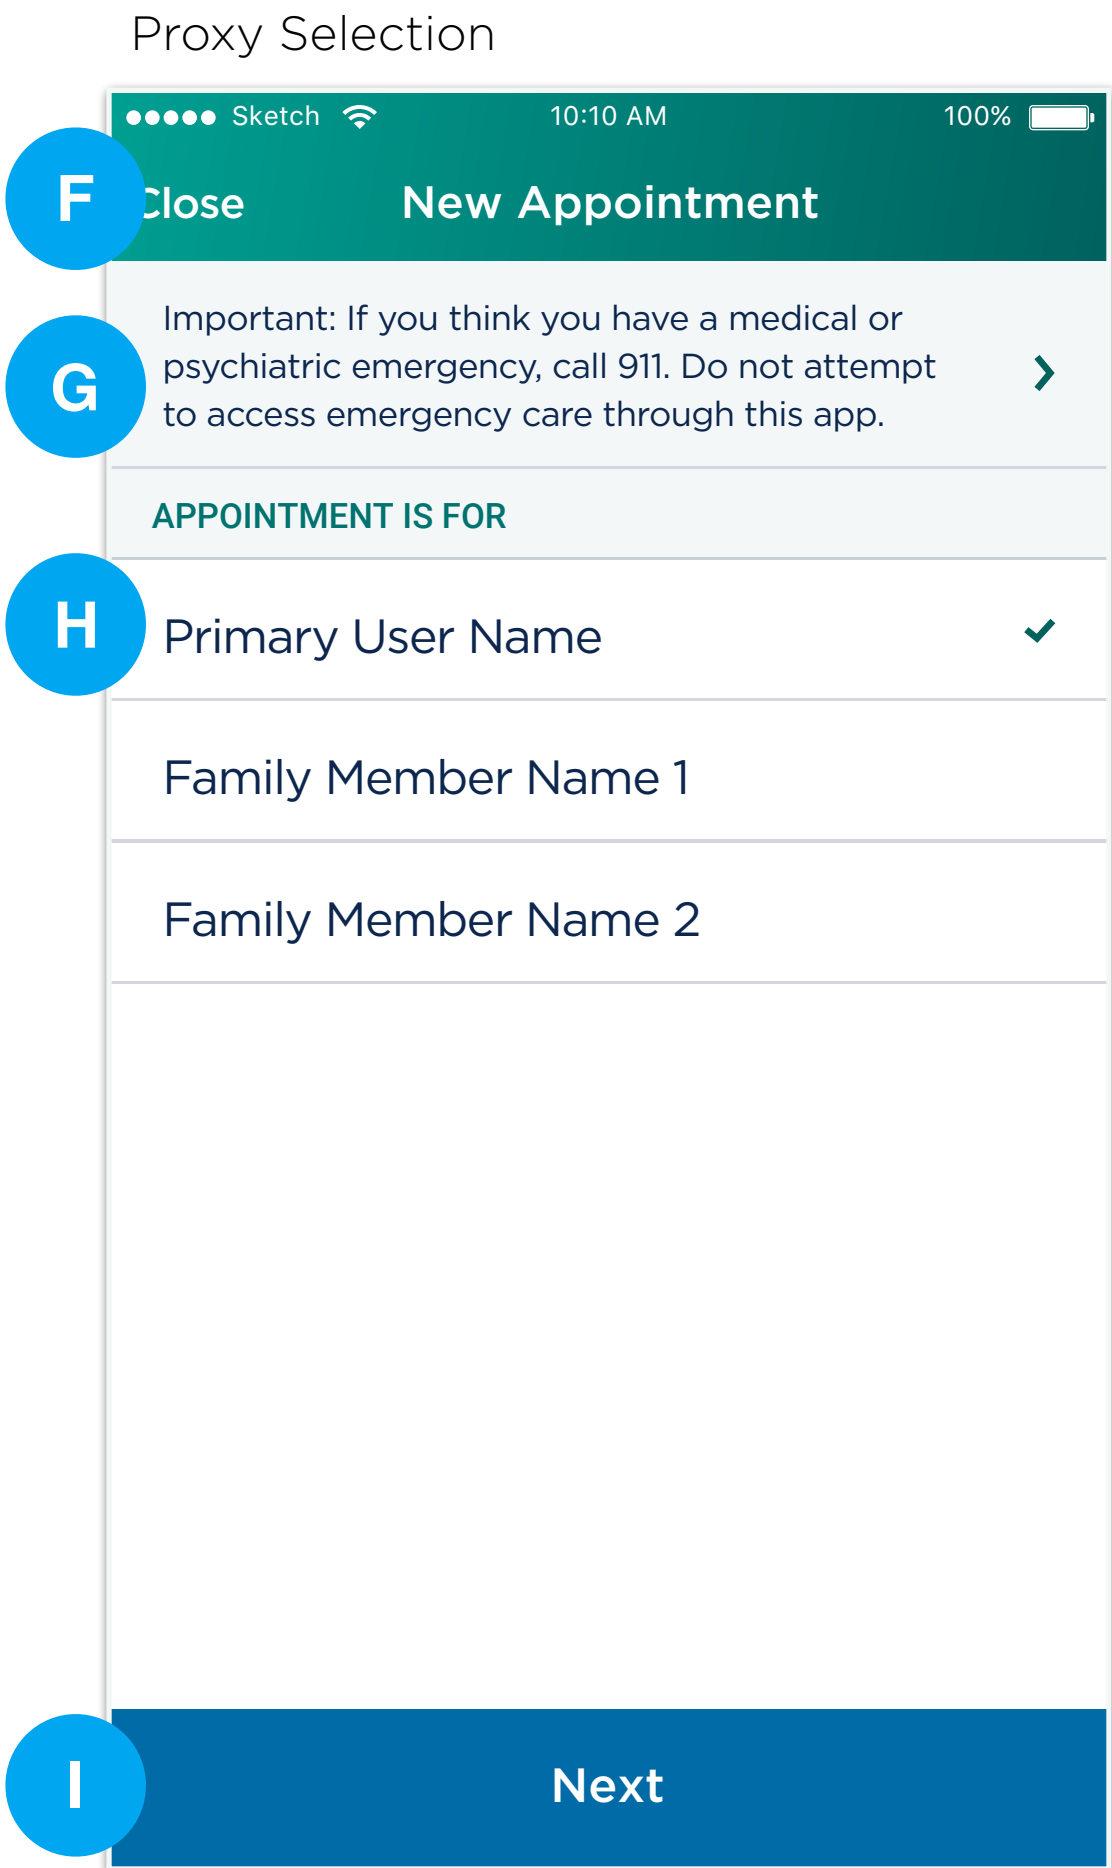 Proxy Selection
Sketch 10:10 AM 100%
F Close New Appointment
Important: If you think you have a medical or
G psychiatric emergency, call 911. Do not attempt
to access emergency care through this app.
APPOINTMENT IS FOR
H Primary User Name
Family Member Name 1
Family Member Name 2
I Next